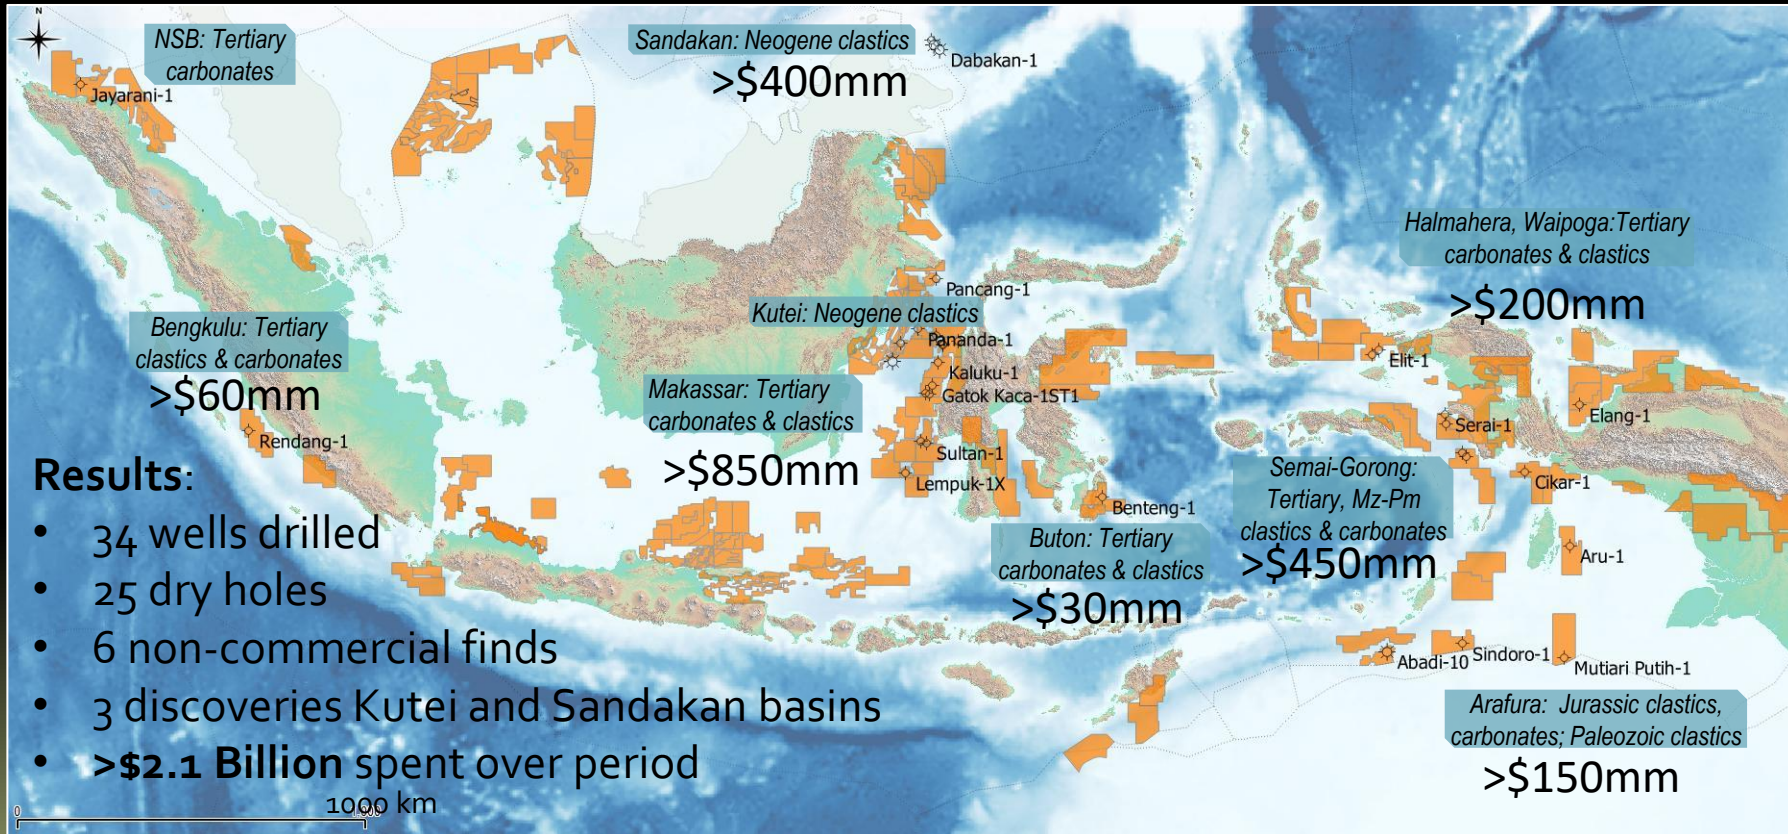 N
NSB: Tertiary
carbonates
Jayarani-1
Sandakan: Neogene clastics
>$400mm
Dabakan-1
Halmahera, Waipoga:Tertiary
carbonates & clastics
>$200mm
Pancang-1
Kutei: Neogene clastics
Pananda-1
Kaluku-1
Gatok Kaca-1ST1
Elit-1
Elang-1
Bengkulu: Tertiary
clastics & carbonates
>$60mm
Rendang-1
Makassar: Tertiary
carbonates & clastics
>$850mm
Sultan-1
Lempuk-1X
Serai-1
Semai-Gorong:
Tertiary, Mz-Pm
clastics & carbonates
>$450mm
Cikar-1
Benteng-1
Buton: Tertiary
carbonates & clastics
>$30mm
Aru-1
Abadi-10
Sindoro-1
Mutiari Putih-1
Arafura: Jurassic clastics,
carbonates; Paleozoic clastics
>$150mm
Results:
• 34 wells drilled
• 25 dry holes
• 6 non-commercial finds
• 3 discoveries Kutei and Sandakan basins
• >$2.1 Billion spent over period
1000 km
0